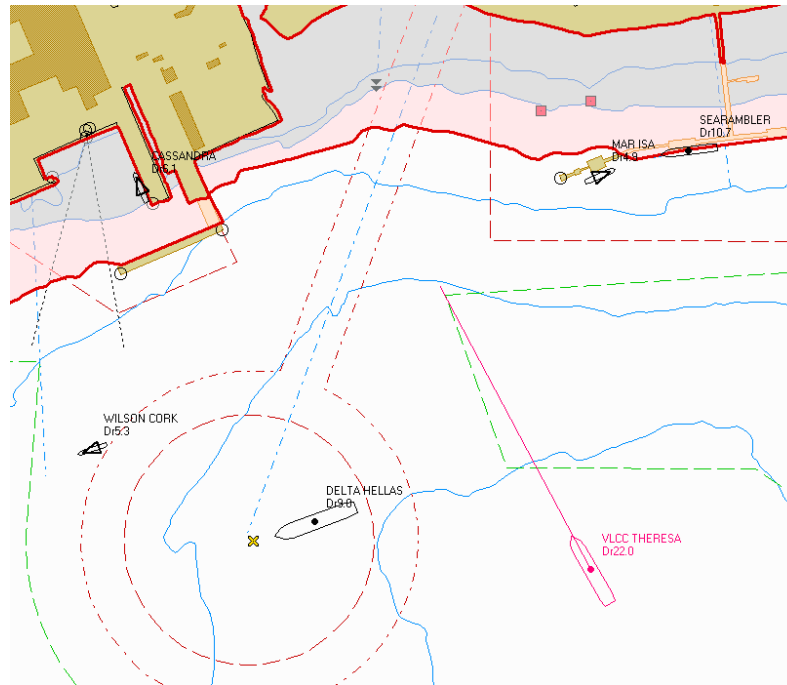 SEARAMBLER
Dr10.7
MAR ISA
Dr4.9
CASSANDRA
Dr6.1
WILSON CORK
Dr5.3
DELTA HELLAS
Dr9.0
VLCC THERESA
Dr22.0